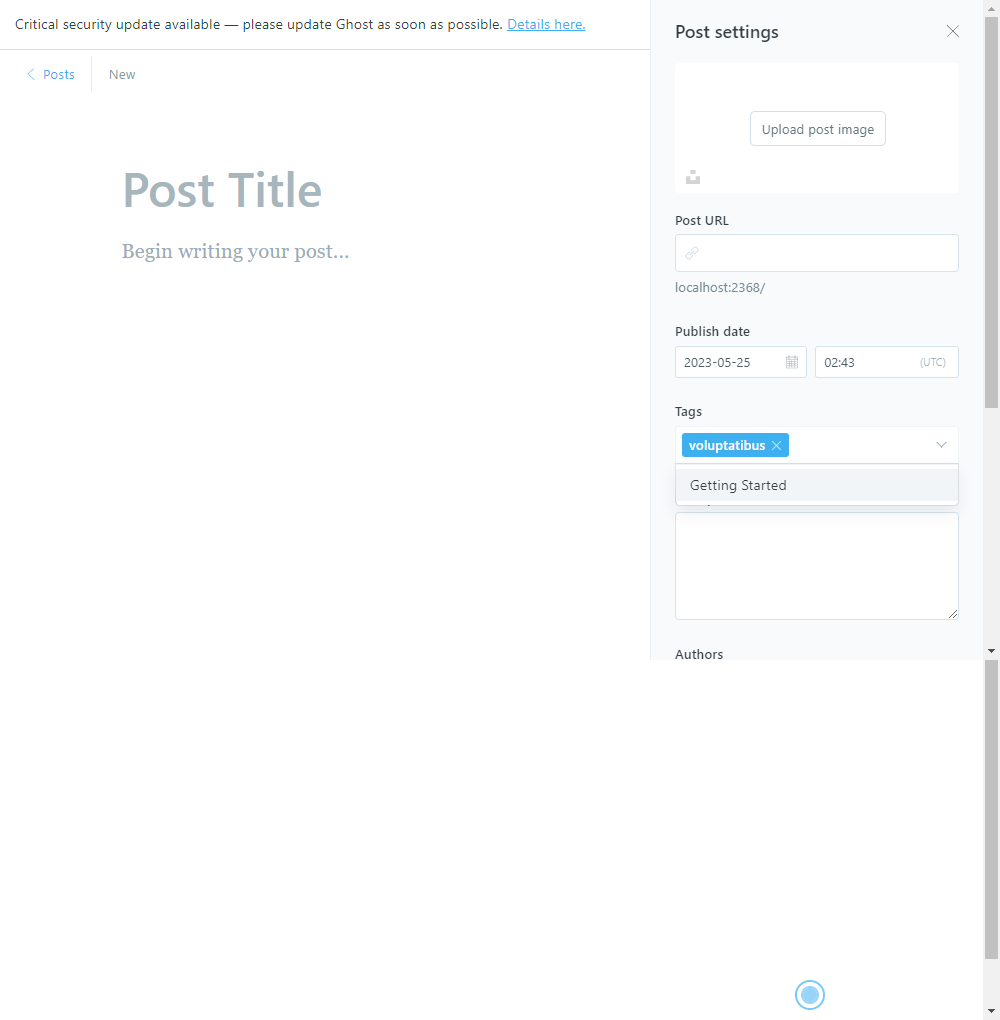 Critical security update available — please update Ghost as soon as possible. Details here.
Posts
New
Post Title
Begin writing your post...
Post settings
Upload post image
Post URL
localhost:2368/
Publish date
2023-05-25
02:43 (UTC)
Tags
voluptatibus
Getting Started
Authors